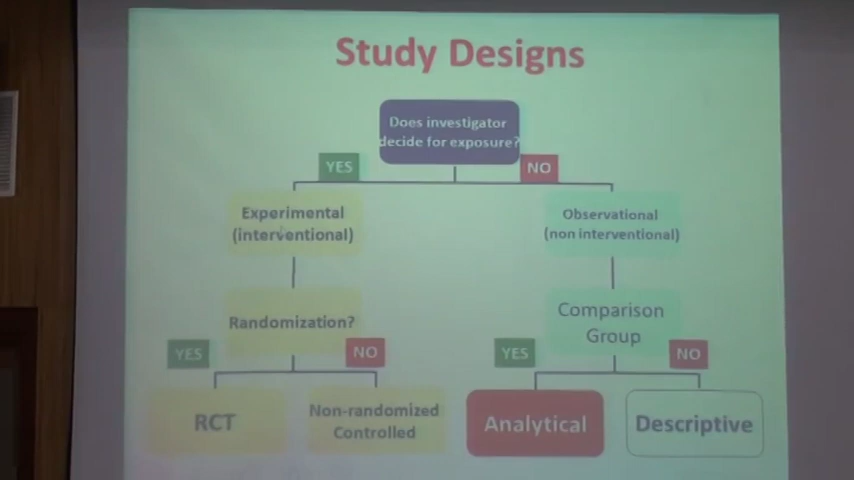 Study Designs
Does investigator
decide for exposure?
YES
NO
Experimental
(interventional)
Observational
(non interventional)
Randomization?
Comparison
Group
YES
NO
YES
NO
RCT
Non-randomized
Controlled
Analytical
Descriptive